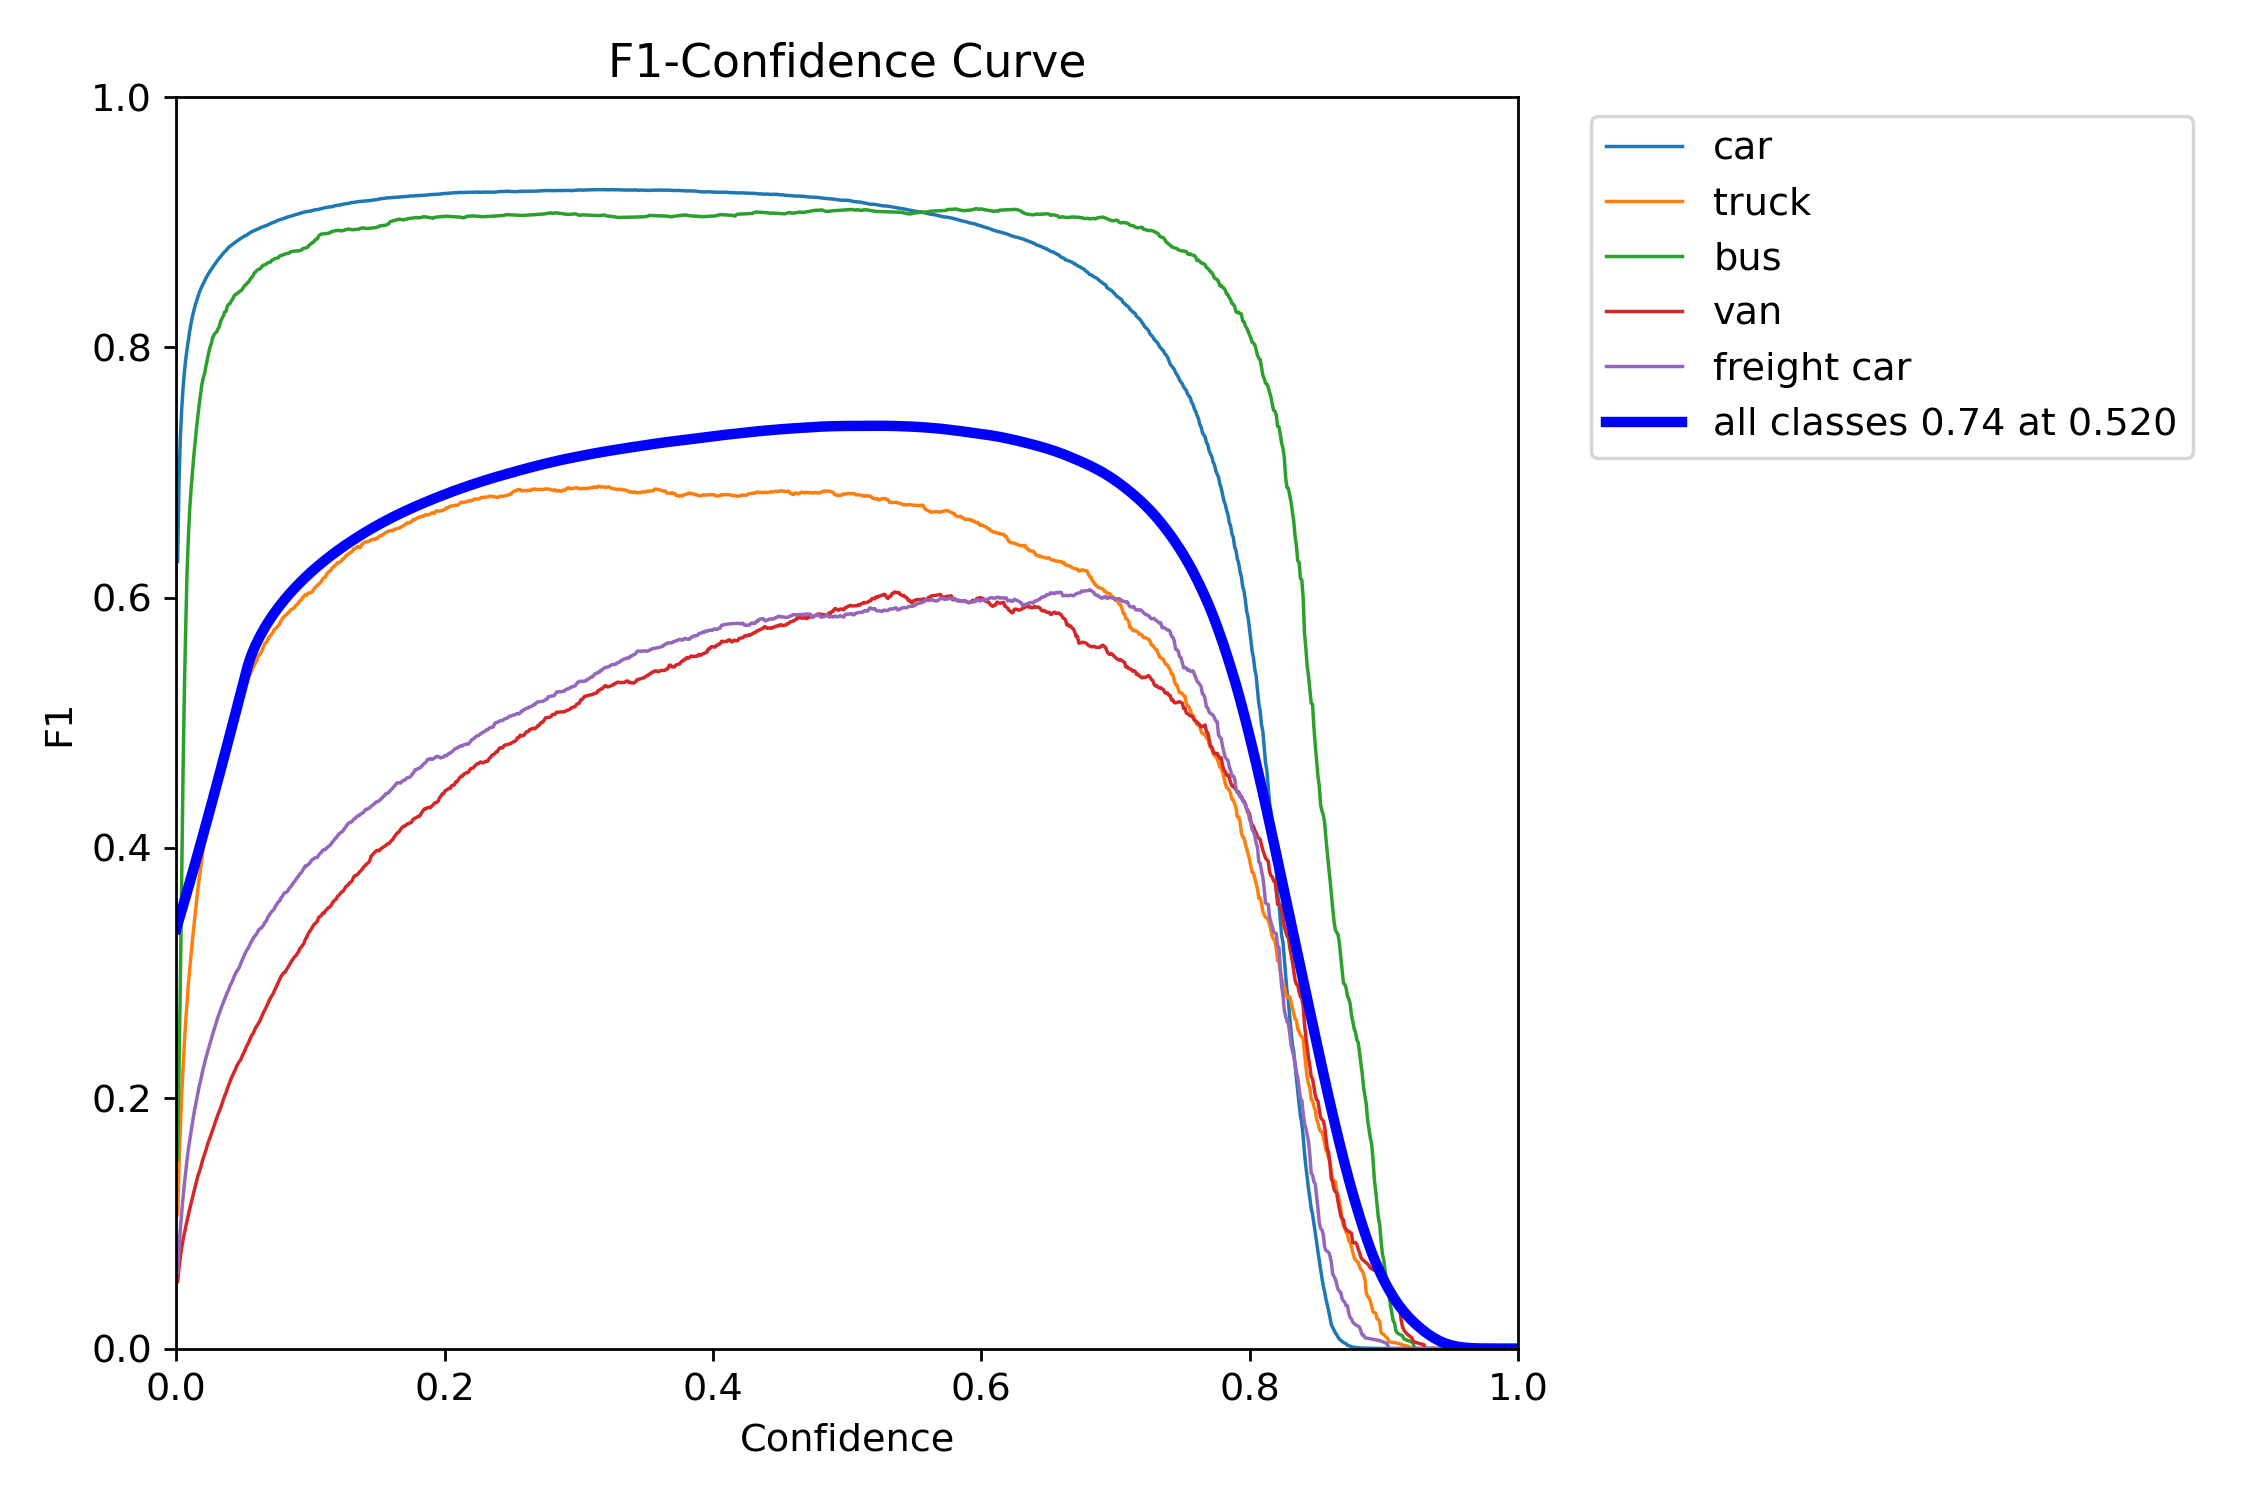 F1-Confidence Curve
1.0
0.8
0.6
0.4
0.2
0.0
F1
0.0 0.2 0.4 0.6 0.8 1.0
Confidence
car
truck
bus
van
freight car
all classes 0.74 at 0.520